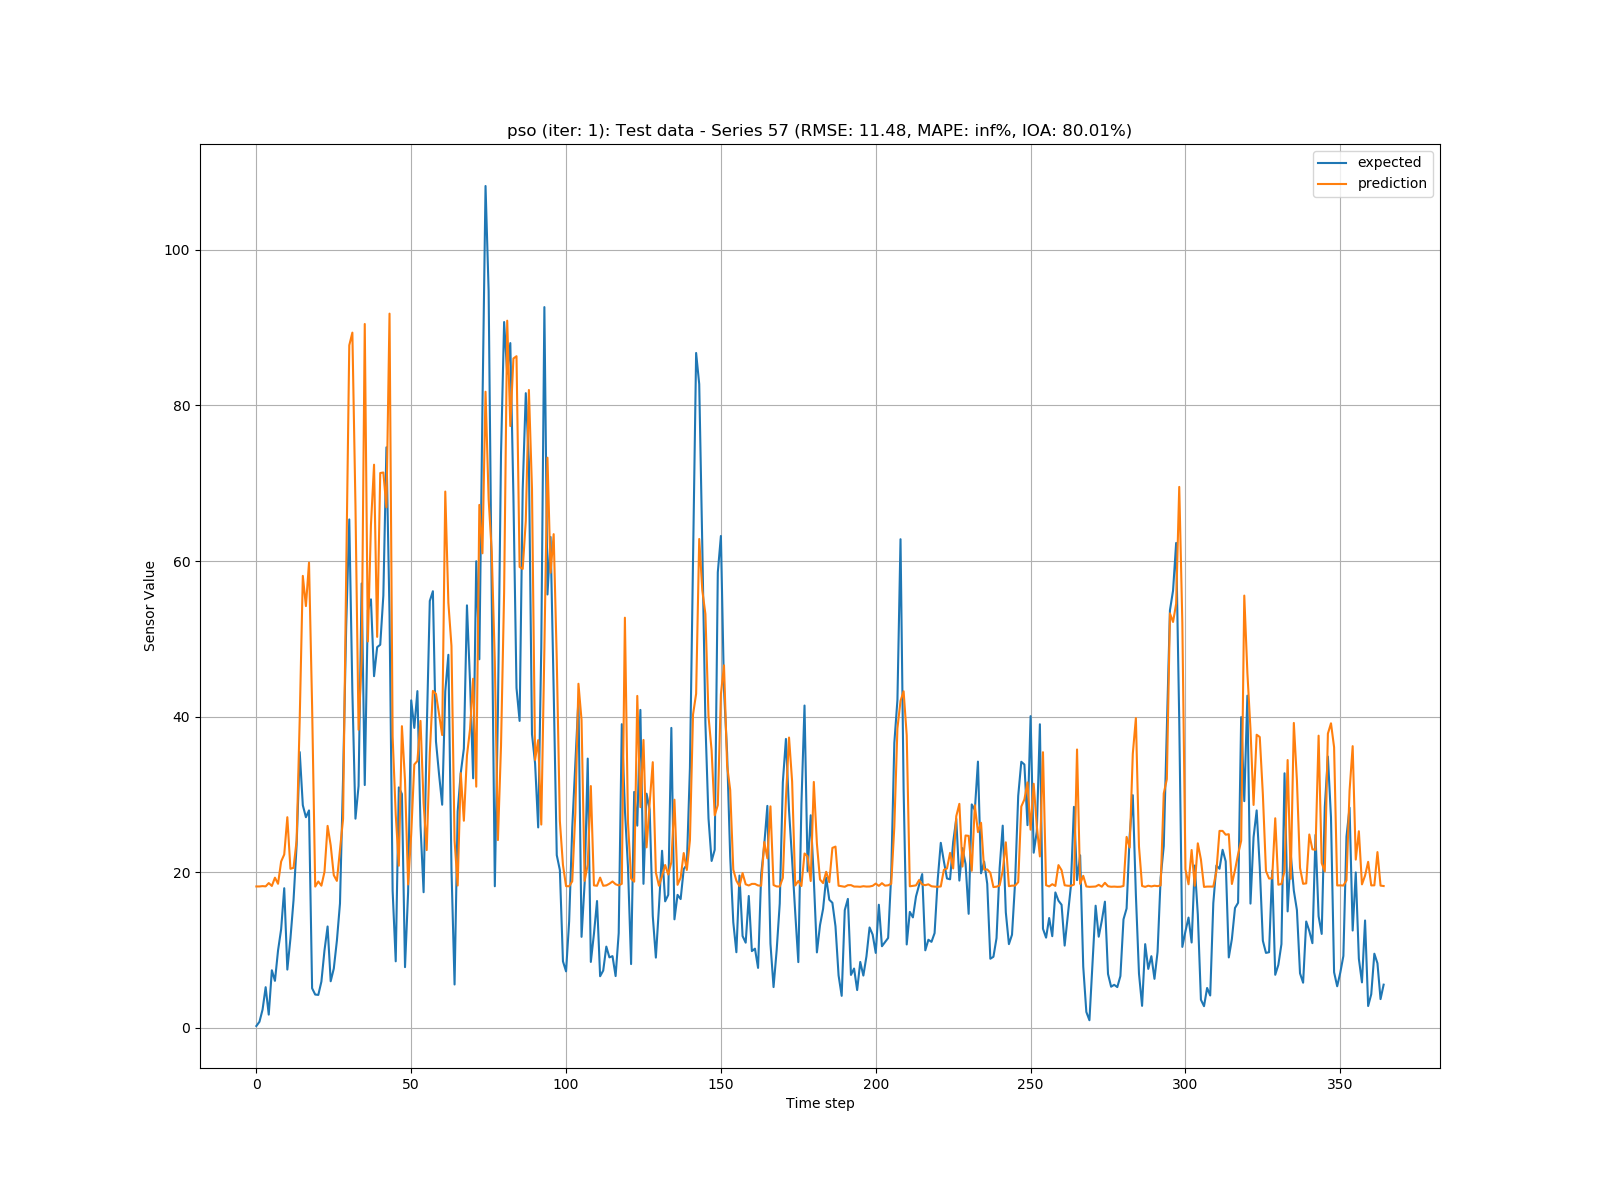 pso (iter: 1): Test data - Series 57 (RMSE: 11.48, MAPE: inf%, IOA: 80.01%)
expected
prediction
100
80
60
40
20
0
Sensor Value
0 50 100 150 200 250 300 350
Time step